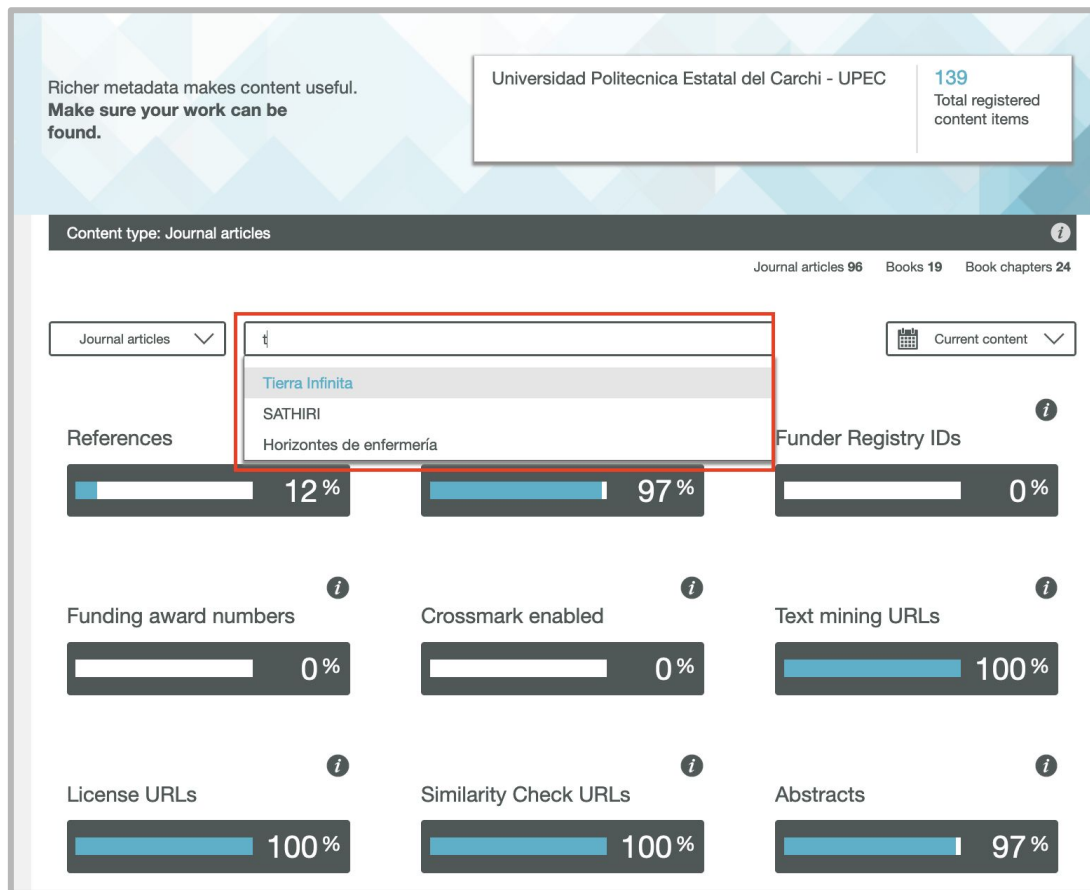 Richer metadata makes content useful.
Make sure your work can be
found.
Universidad Politecnica Estatal del Carchi - UPEC
139
Total registered
content items
Content type: Journal articles
i
Journal articles 96 Books 19 Book chapters 24
Journal articles
t
Current content
Tierra Infinita
SATHIRI
Horizontes de enfermería
i
References
Funder Registry IDs
12 %
97 %
0 %
i
i
i
Funding award numbers
Crossmark enabled
Text mining URLs
0 %
0 %
100 %
i
i
i
License URLs
Similarity Check URLs
Abstracts
100 %
100 %
97 %